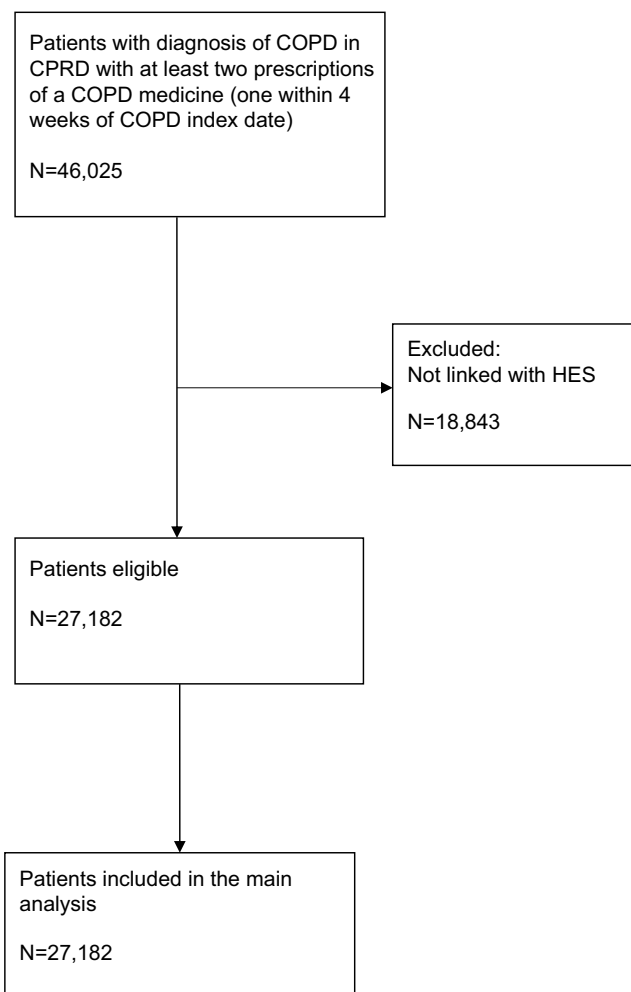 Patients with diagnosis of COPD in
CPRD with at least two prescriptions
of a COPD medicine (one within 4
weeks of COPD index date)
N=46,025
Excluded:
Not linked with HES
N=18,843
Patients eligible
N=27,182
Patients included in the main
analysis
N=27,182